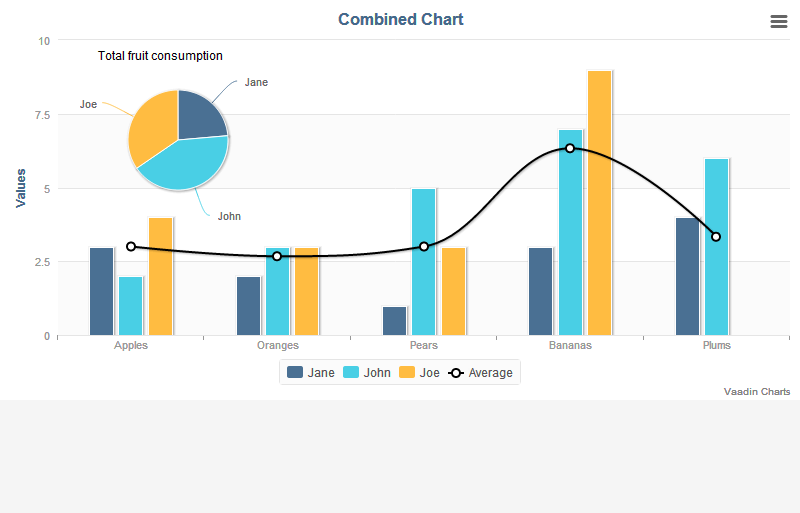 Combined Chart
Total fruit consumption
Jane
Joe
John
Values
10
7.5
5
2.5
0
Apples Oranges Pears Bananas Plums
Jane John Joe Average
Vaadin Charts